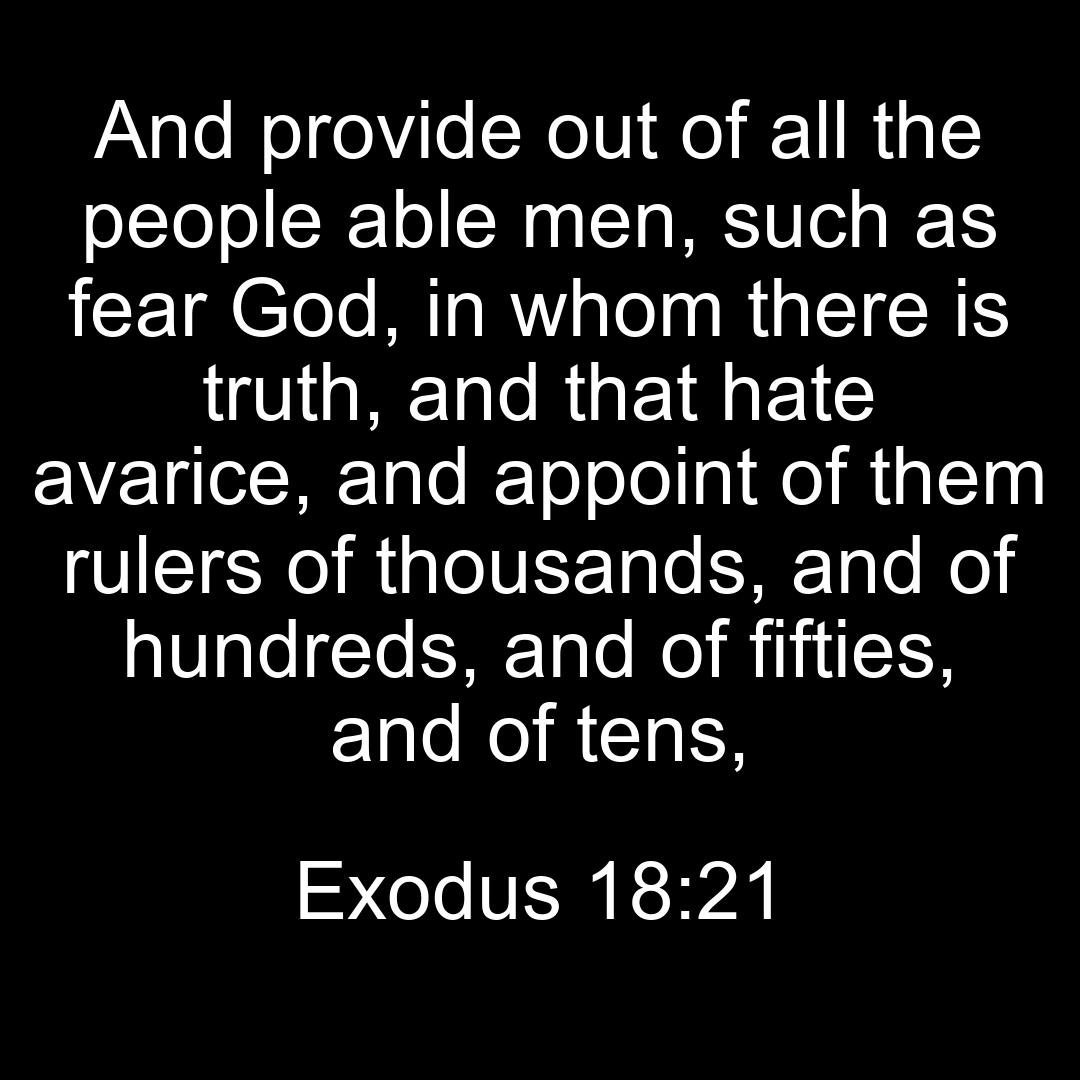 And provide out of all the
people able men, such as
fear God, in whom there is
truth, and that hate
avarice, and appoint of them
rulers of thousands, and of
hundreds, and of fifties,
and of tens,
Exodus 18:21